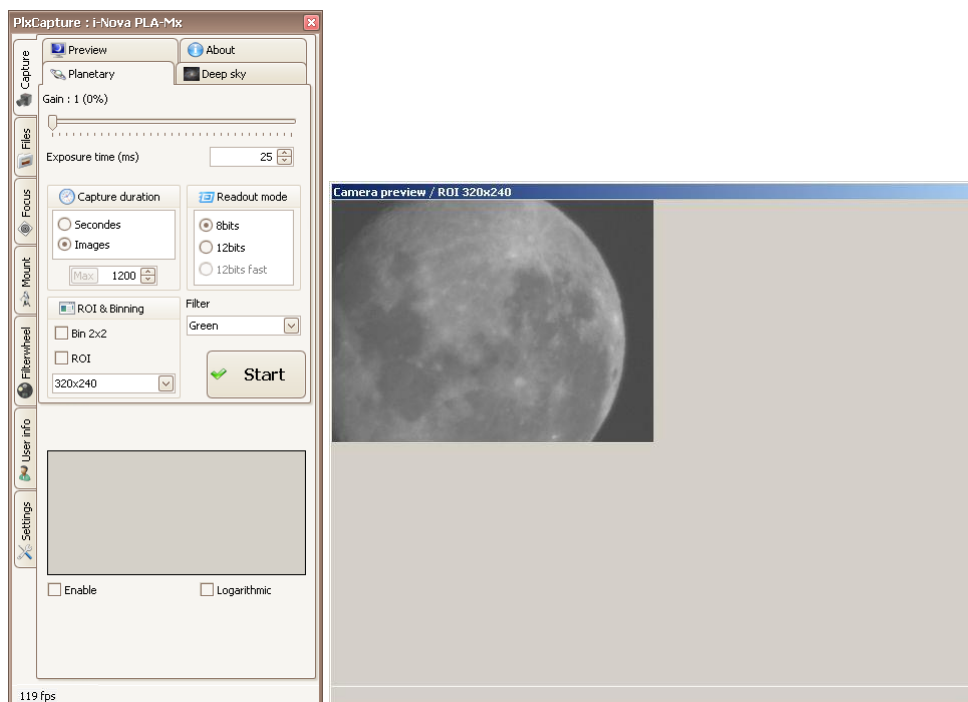 PlxCapture : i-Nova PLA-Mx
Preview
About
Planetary
Deep sky
Capture
Files
Focus
Mount
Filterwheel
User info
Settings
Gain : 1 (0%)
Exposure time (ms)
25
Capture duration
Secondes
Images
Max
1200
Readout mode
8bits
12bits
12bits fast
ROI & Binning
Bin 2x2
ROI
320x240
Filter
Green
Start
Enable
Logarithmic
119 fps
Camera preview / ROI 320x240